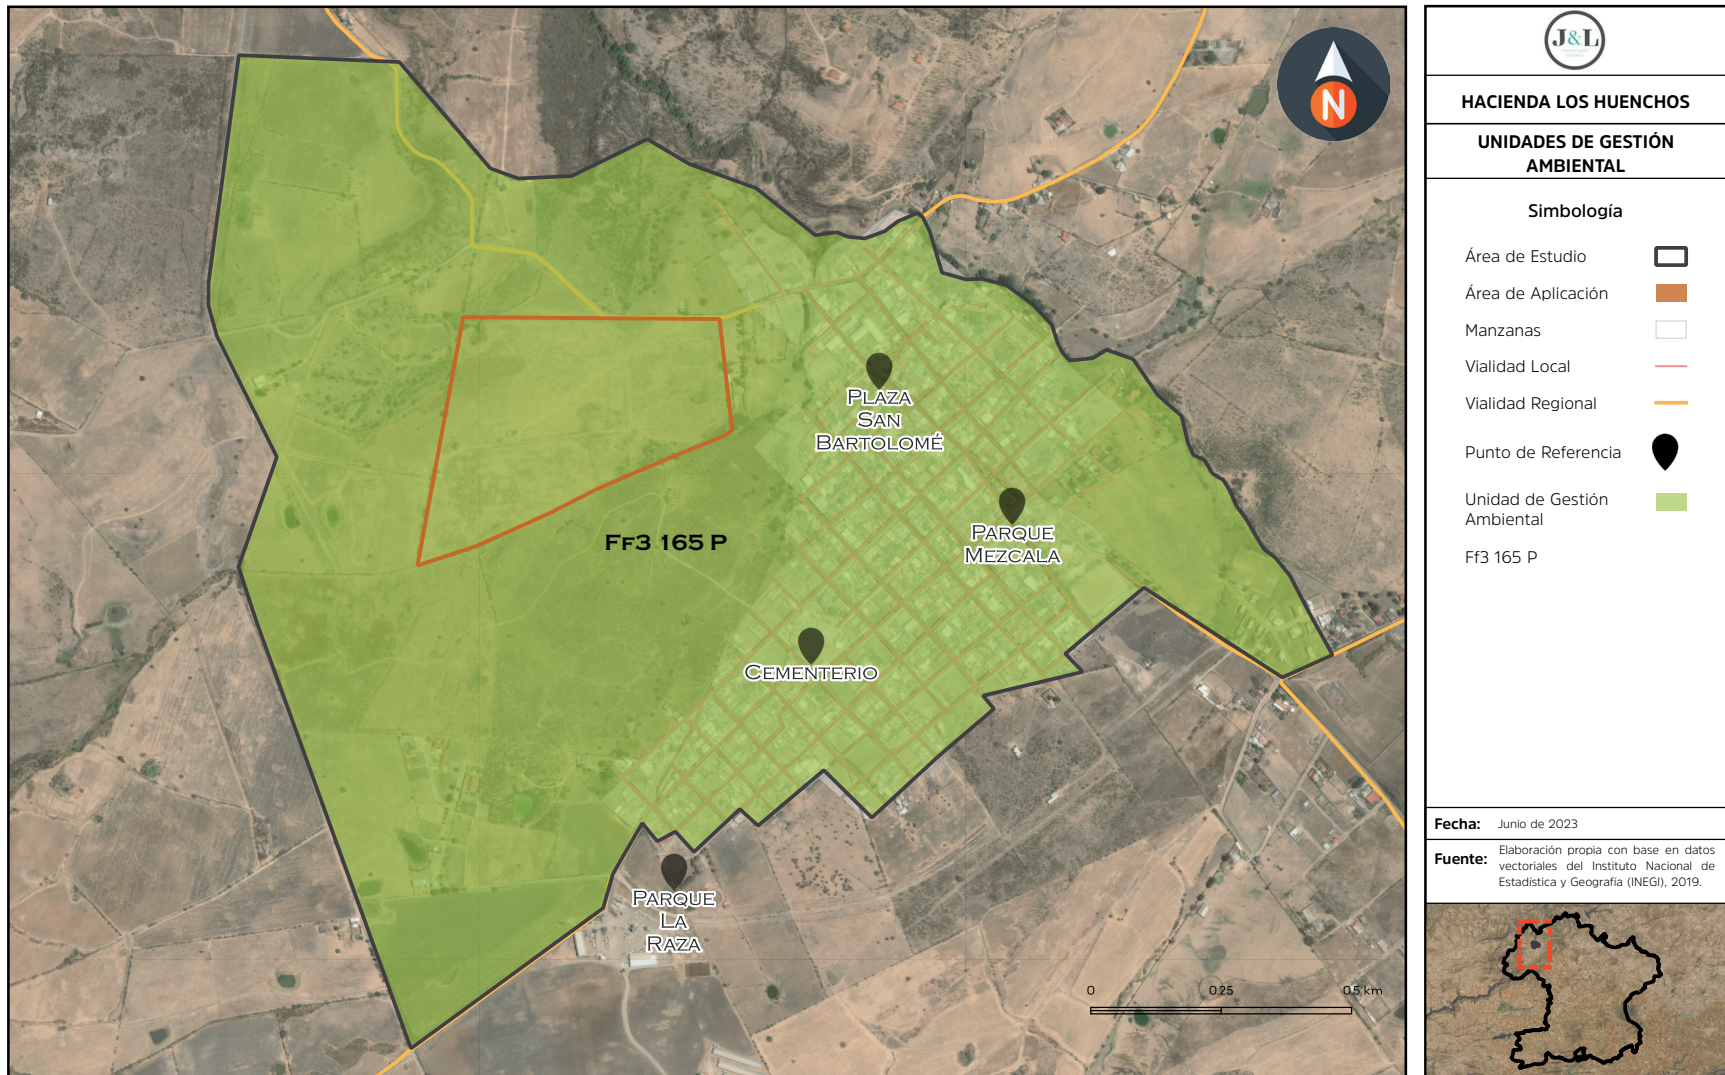 N
PLAZA
SAN
BARTOLOMÉ
PARQUE
MEZCALA
FF3 165 P
CEMENTERIO
PARQUE
LA
RAZA
0 0.25 0.5 km
J&L
HACIENDA LOS HUENCHOS
UNIDADES DE GESTIÓN
AMBIENTAL
Simbología
Área de Estudio
Área de Aplicación
Manzanas
Vialidad Local
Vialidad Regional
Punto de Referencia
Unidad de Gestión
Ambiental
Ff3 165 P
Fecha: Junio de 2023
Fuente: Elaboración propia con base en datos
vectoriales del Instituto Nacional de
Estadística y Geografía (INEGI), 2019.